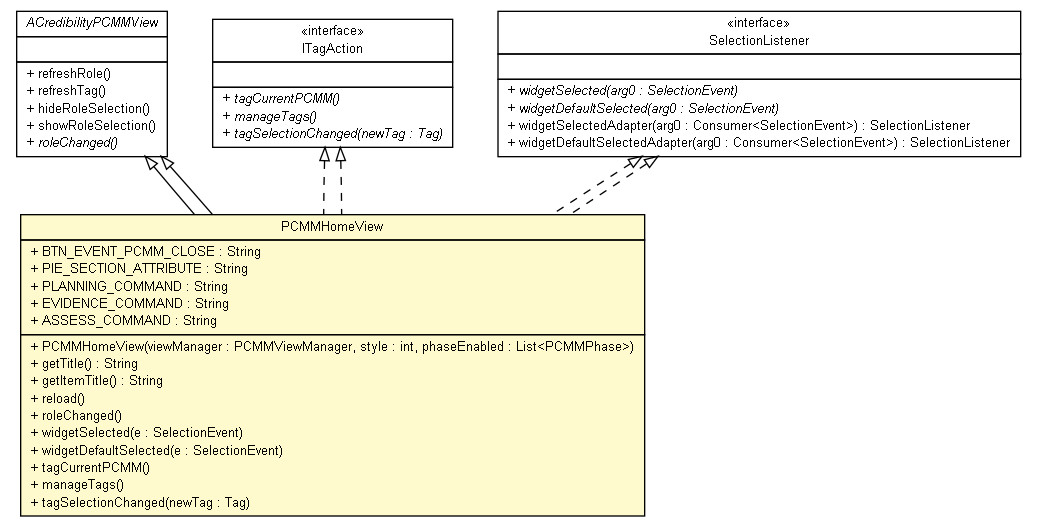 ACredibilityPCMMView
+ refreshRole()
+ refreshTag()
+ hideRoleSelection()
+ showRoleSelection()
+ roleChanged()
«interface»
ITagAction
+ tagCurrentPCMM()
+ manageTags()
+ tagSelectionChanged(newTag : Tag)
«interface»
SelectionListener
+ widgetSelected(arg0 : SelectionEvent)
+ widgetDefaultSelected(arg0 : SelectionEvent)
+ widgetSelectedAdapter(arg0 : Consumer<SelectionEvent>) : SelectionListener
+ widgetDefaultSelectedAdapter(arg0 : Consumer<SelectionEvent>) : SelectionListener
PCMMHomeView
+ BTN_EVENT_PCMM_CLOSE : String
+ PIE_SECTION_ATTRIBUTE : String
+ PLANNING_COMMAND : String
+ EVIDENCE_COMMAND : String
+ ASSESS_COMMAND : String
+ PCMMHomeView(viewManager : PCMMViewManager, style : int, phaseEnabled : List<PCMMPhase>)
+ getTitle() : String
+ getItemTitle() : String
+ reload()
+ roleChanged()
+ widgetSelected(e : SelectionEvent)
+ widgetDefaultSelected(e : SelectionEvent)
+ tagCurrentPCMM()
+ manageTags()
+ tagSelectionChanged(newTag : Tag)